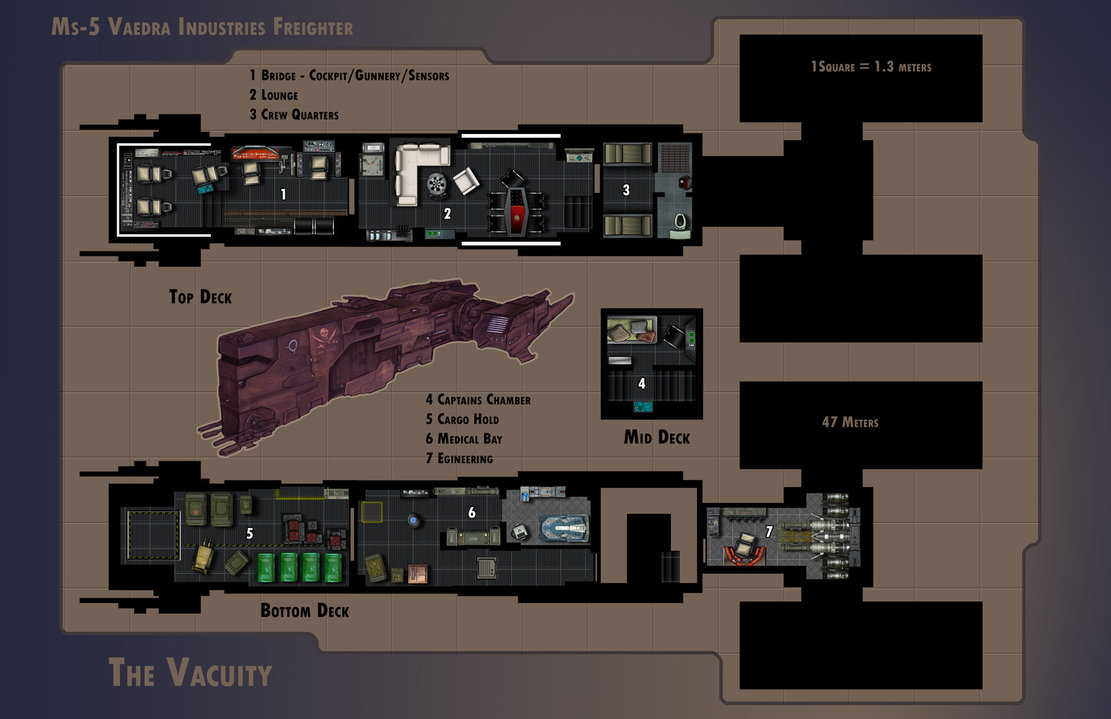 Ms-5 Vaedra Industries Freighter
1 Square = 1.3 meters
1 Bridge - Cockpit/Gunnery/Sensors
2 Lounge
3 Crew Quarters
1
2
3
Top Deck
4
4 Captains Chamber
5 Cargo Hold
6 Medical Bay
7 Egineering
Mid Deck
47 Meters
5
6
7
Bottom Deck
The Vacuity